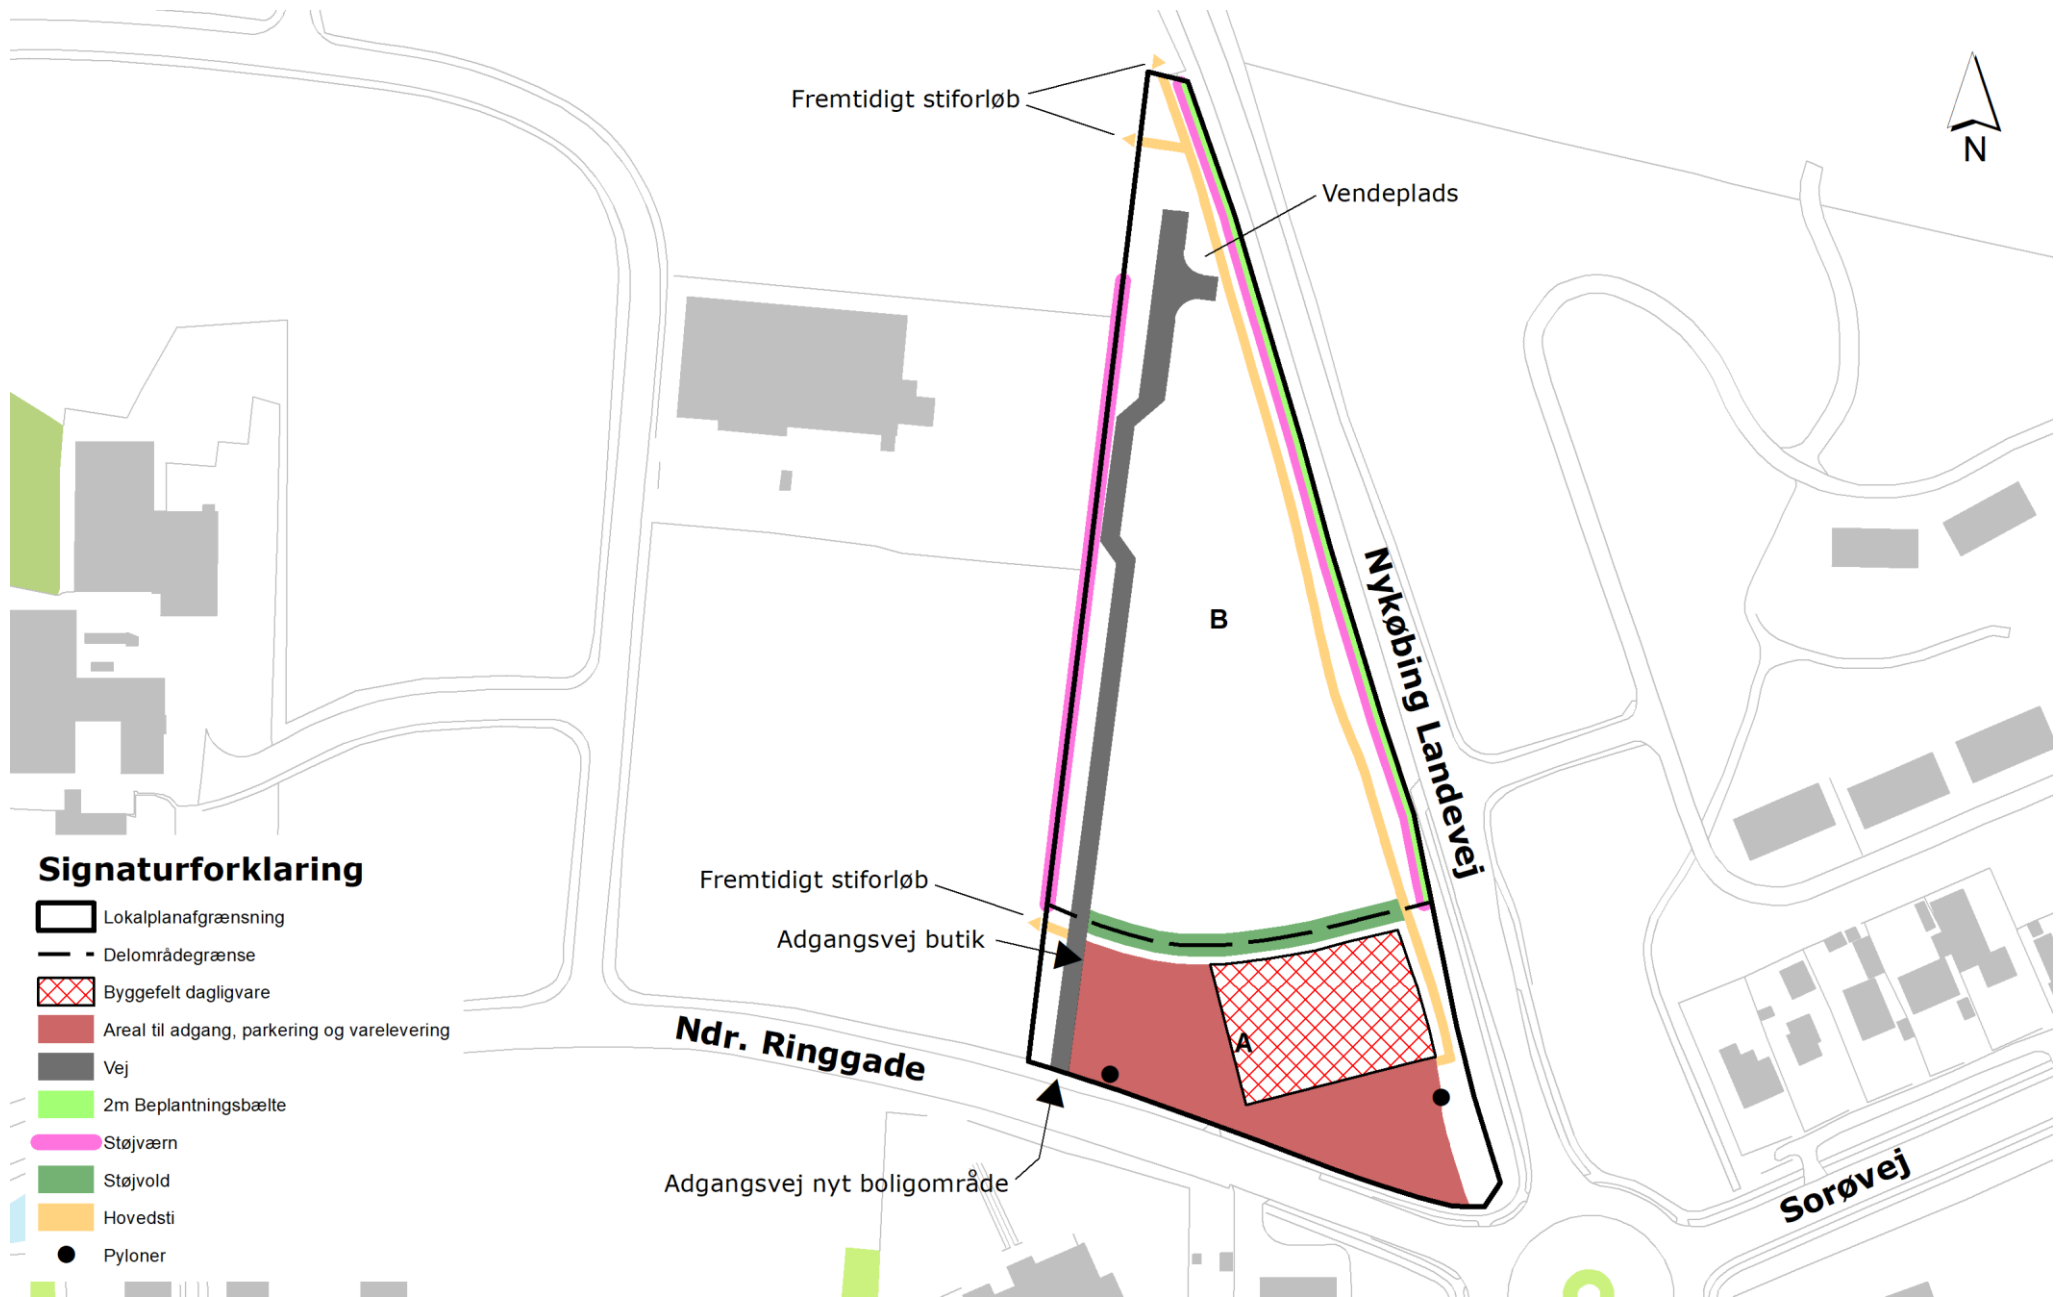 Fremtidigt stiforløb
N
Vendeplads
B
Nykøbing Landevej
Fremtidigt stiforløb
Adgangsvej butik
A
Ndr. Ringgade
Adgangsvej nyt boligområde
Sorøvej
Signaturforklaring
Lokalplanafgrænsning
Delområdegrænse
Byggefelt dagligvare
Areal til adgang, parkering og varelevering
Vej
2m Beplantningsbælte
Støjværn
Støjvold
Hovedsti
Pyloner